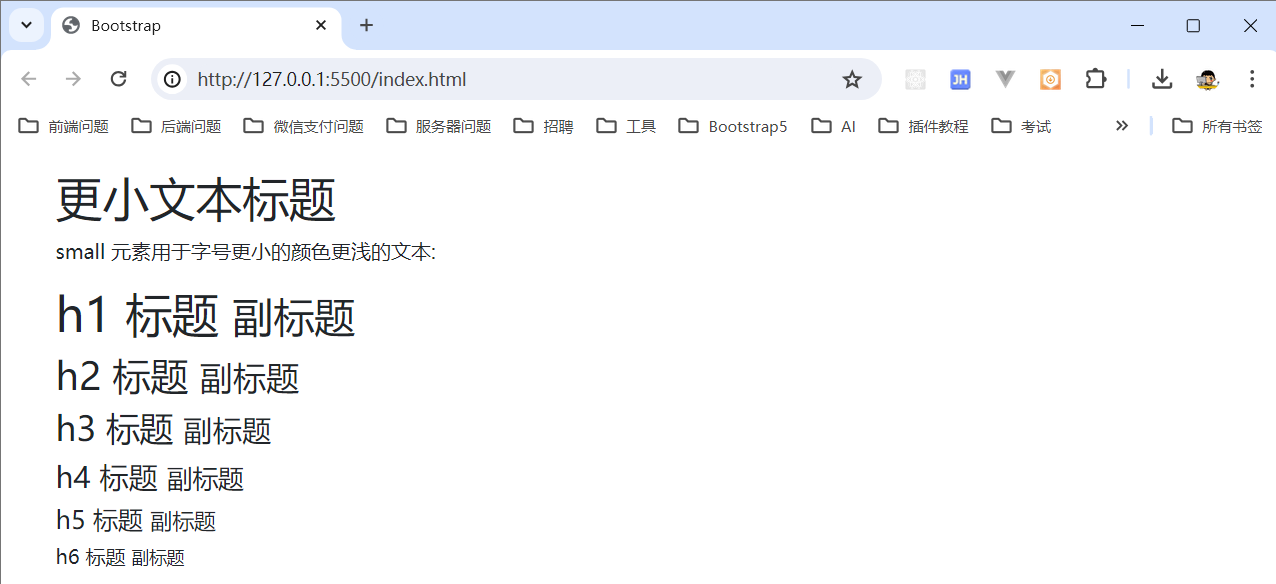 Bootstrap
http://127.0.0.1:5500/index.html
JH
前端问题 后端问题 微信支付问题 服务器问题 招聘 工具 Bootstrap5 AI 插件教程 考试 所有书签
更小文本标题
small 元素用于字号更小的颜色更浅的文本:
h1 标题 副标题
h2 标题 副标题
h3 标题 副标题
h4 标题 副标题
h5 标题 副标题
h6 标题 副标题